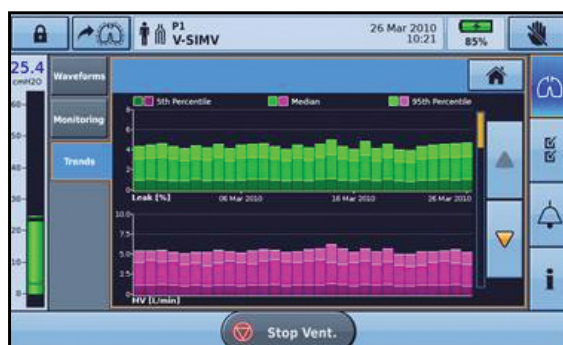 P1
V-SIMV
26 Mar 2010
10:21
85%
25.4
cmH2O
60
50
40
30
20
10
0
Waveforms
Monitoring
Trends
5th Percentile
Median
95th Percentile
8
6
4
2
0
Leak [%]
06 Mar 2010
16 Mar 2010
26 Mar 2010
10.0
7.5
5.0
2.5
0.0
MV [L/min]
i
Stop Vent.